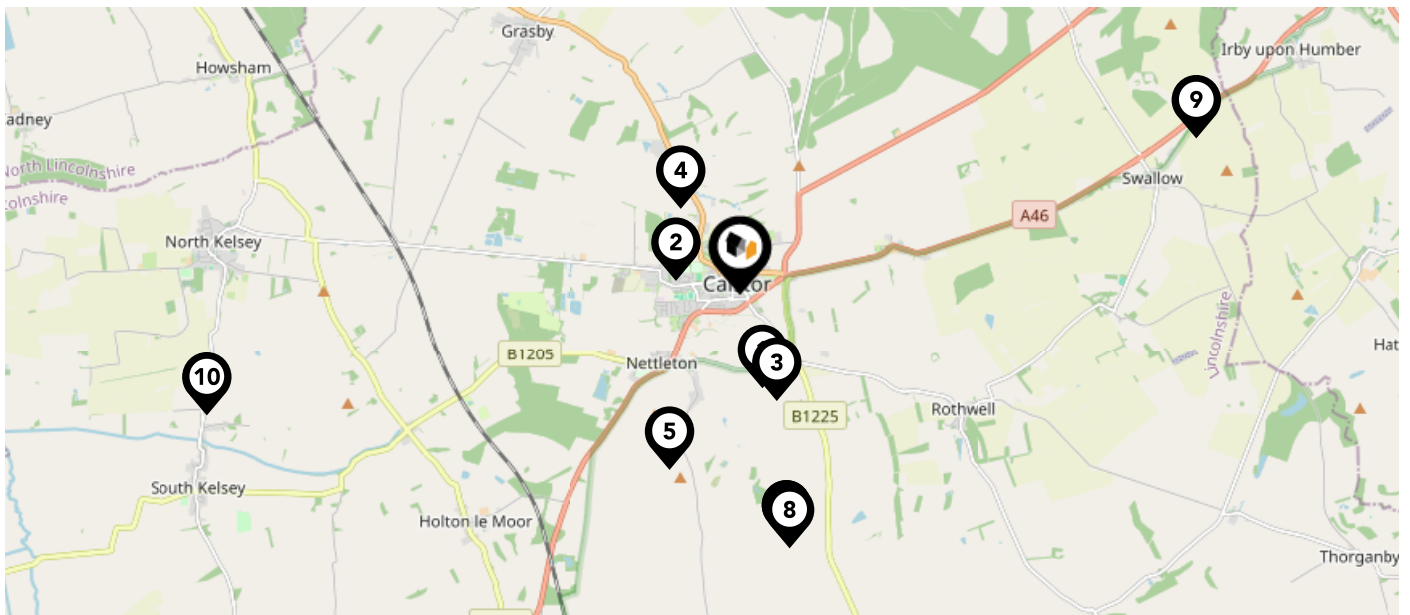 Grasby
Irby upon Humber
Howsham
9
adney
North Lincolnshire
colnshire
4
Swallow
A46
2
North Kelsey
Lincolnshire
B1205
Nettleton
3
Hat
10
Rothwell
B1225
5
South Kelsey
8
Holton le Moor
Thorganby